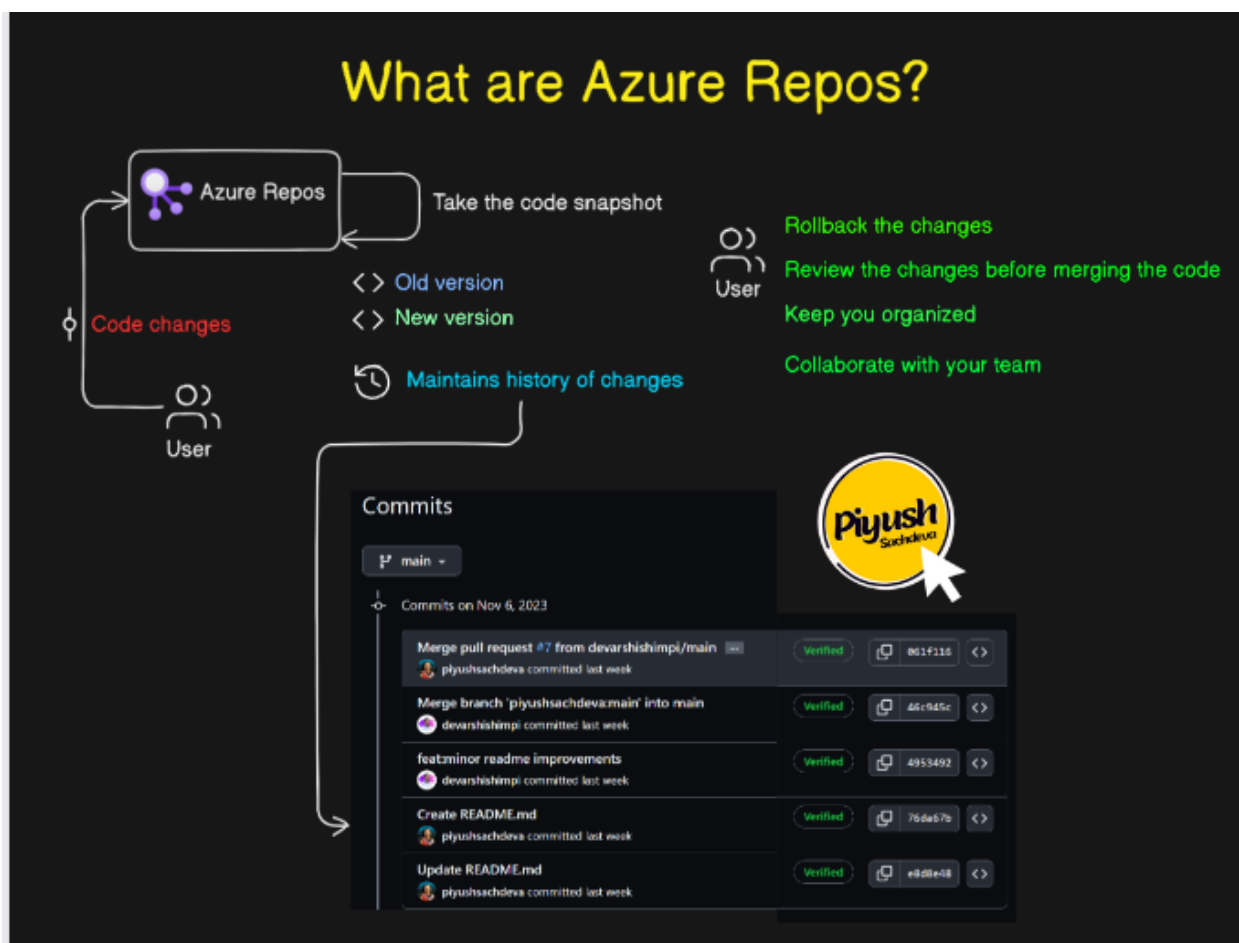 What are Azure Repos?
Azure Repos
Take the code snapshot
Old version
New version
Code changes
Maintains history of changes
User
User
Rollback the changes
Review the changes before merging the code
Keep you organized
Collaborate with your team
Piyush
Sachdeva
Commits
main
Commits on Nov 6, 2023
Merge pull request #7 from devarshishimpi/main ... Verified 061f116
piyushsachdeva committed last week
Merge branch 'piyushsachdeva:main' into main Verified 46c945c
devarshishimpi committed last week
feat:minor readme improvements Verified 4953492
devarshishimpi committed last week
Create README.md Verified 76da67b
piyushsachdeva committed last week
Update README.md Verified e8d8e48
piyushsachdeva committed last week